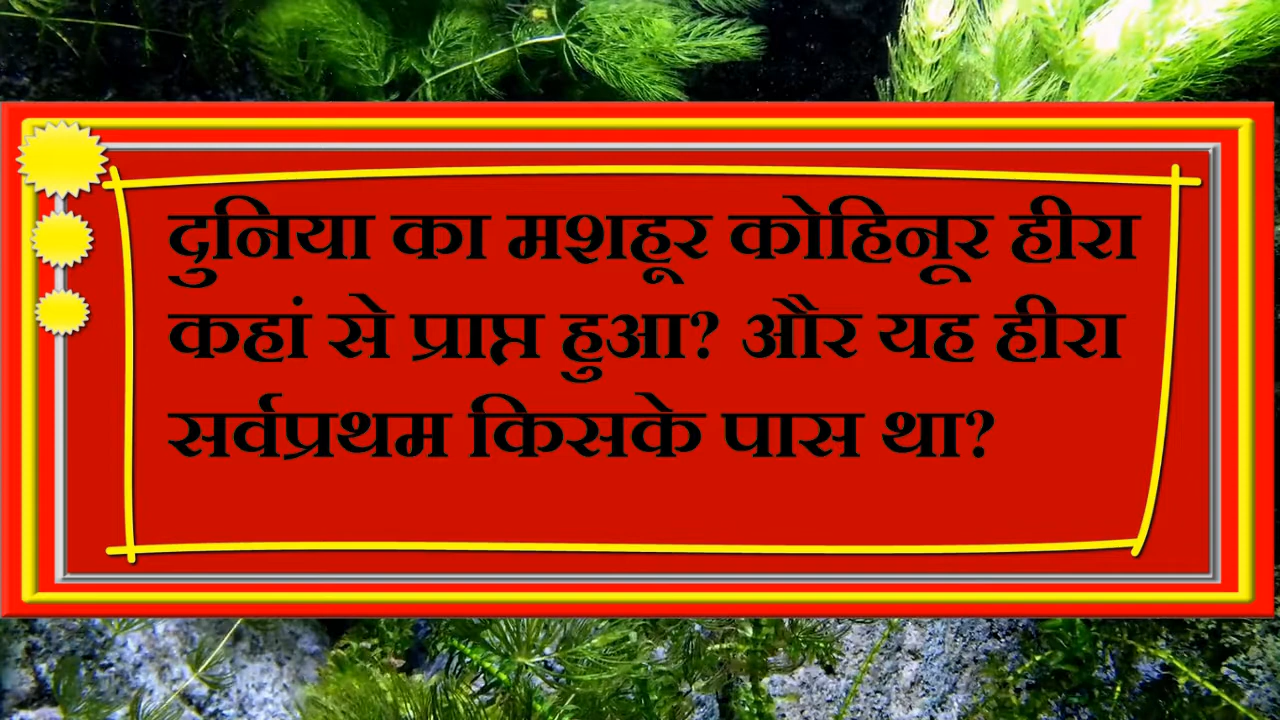 दुनिया का मशहूर कोहिनूर हीरा
कहां से प्राप्त हुआ? और यह हीरा
सर्वप्रथम किसके पास था?